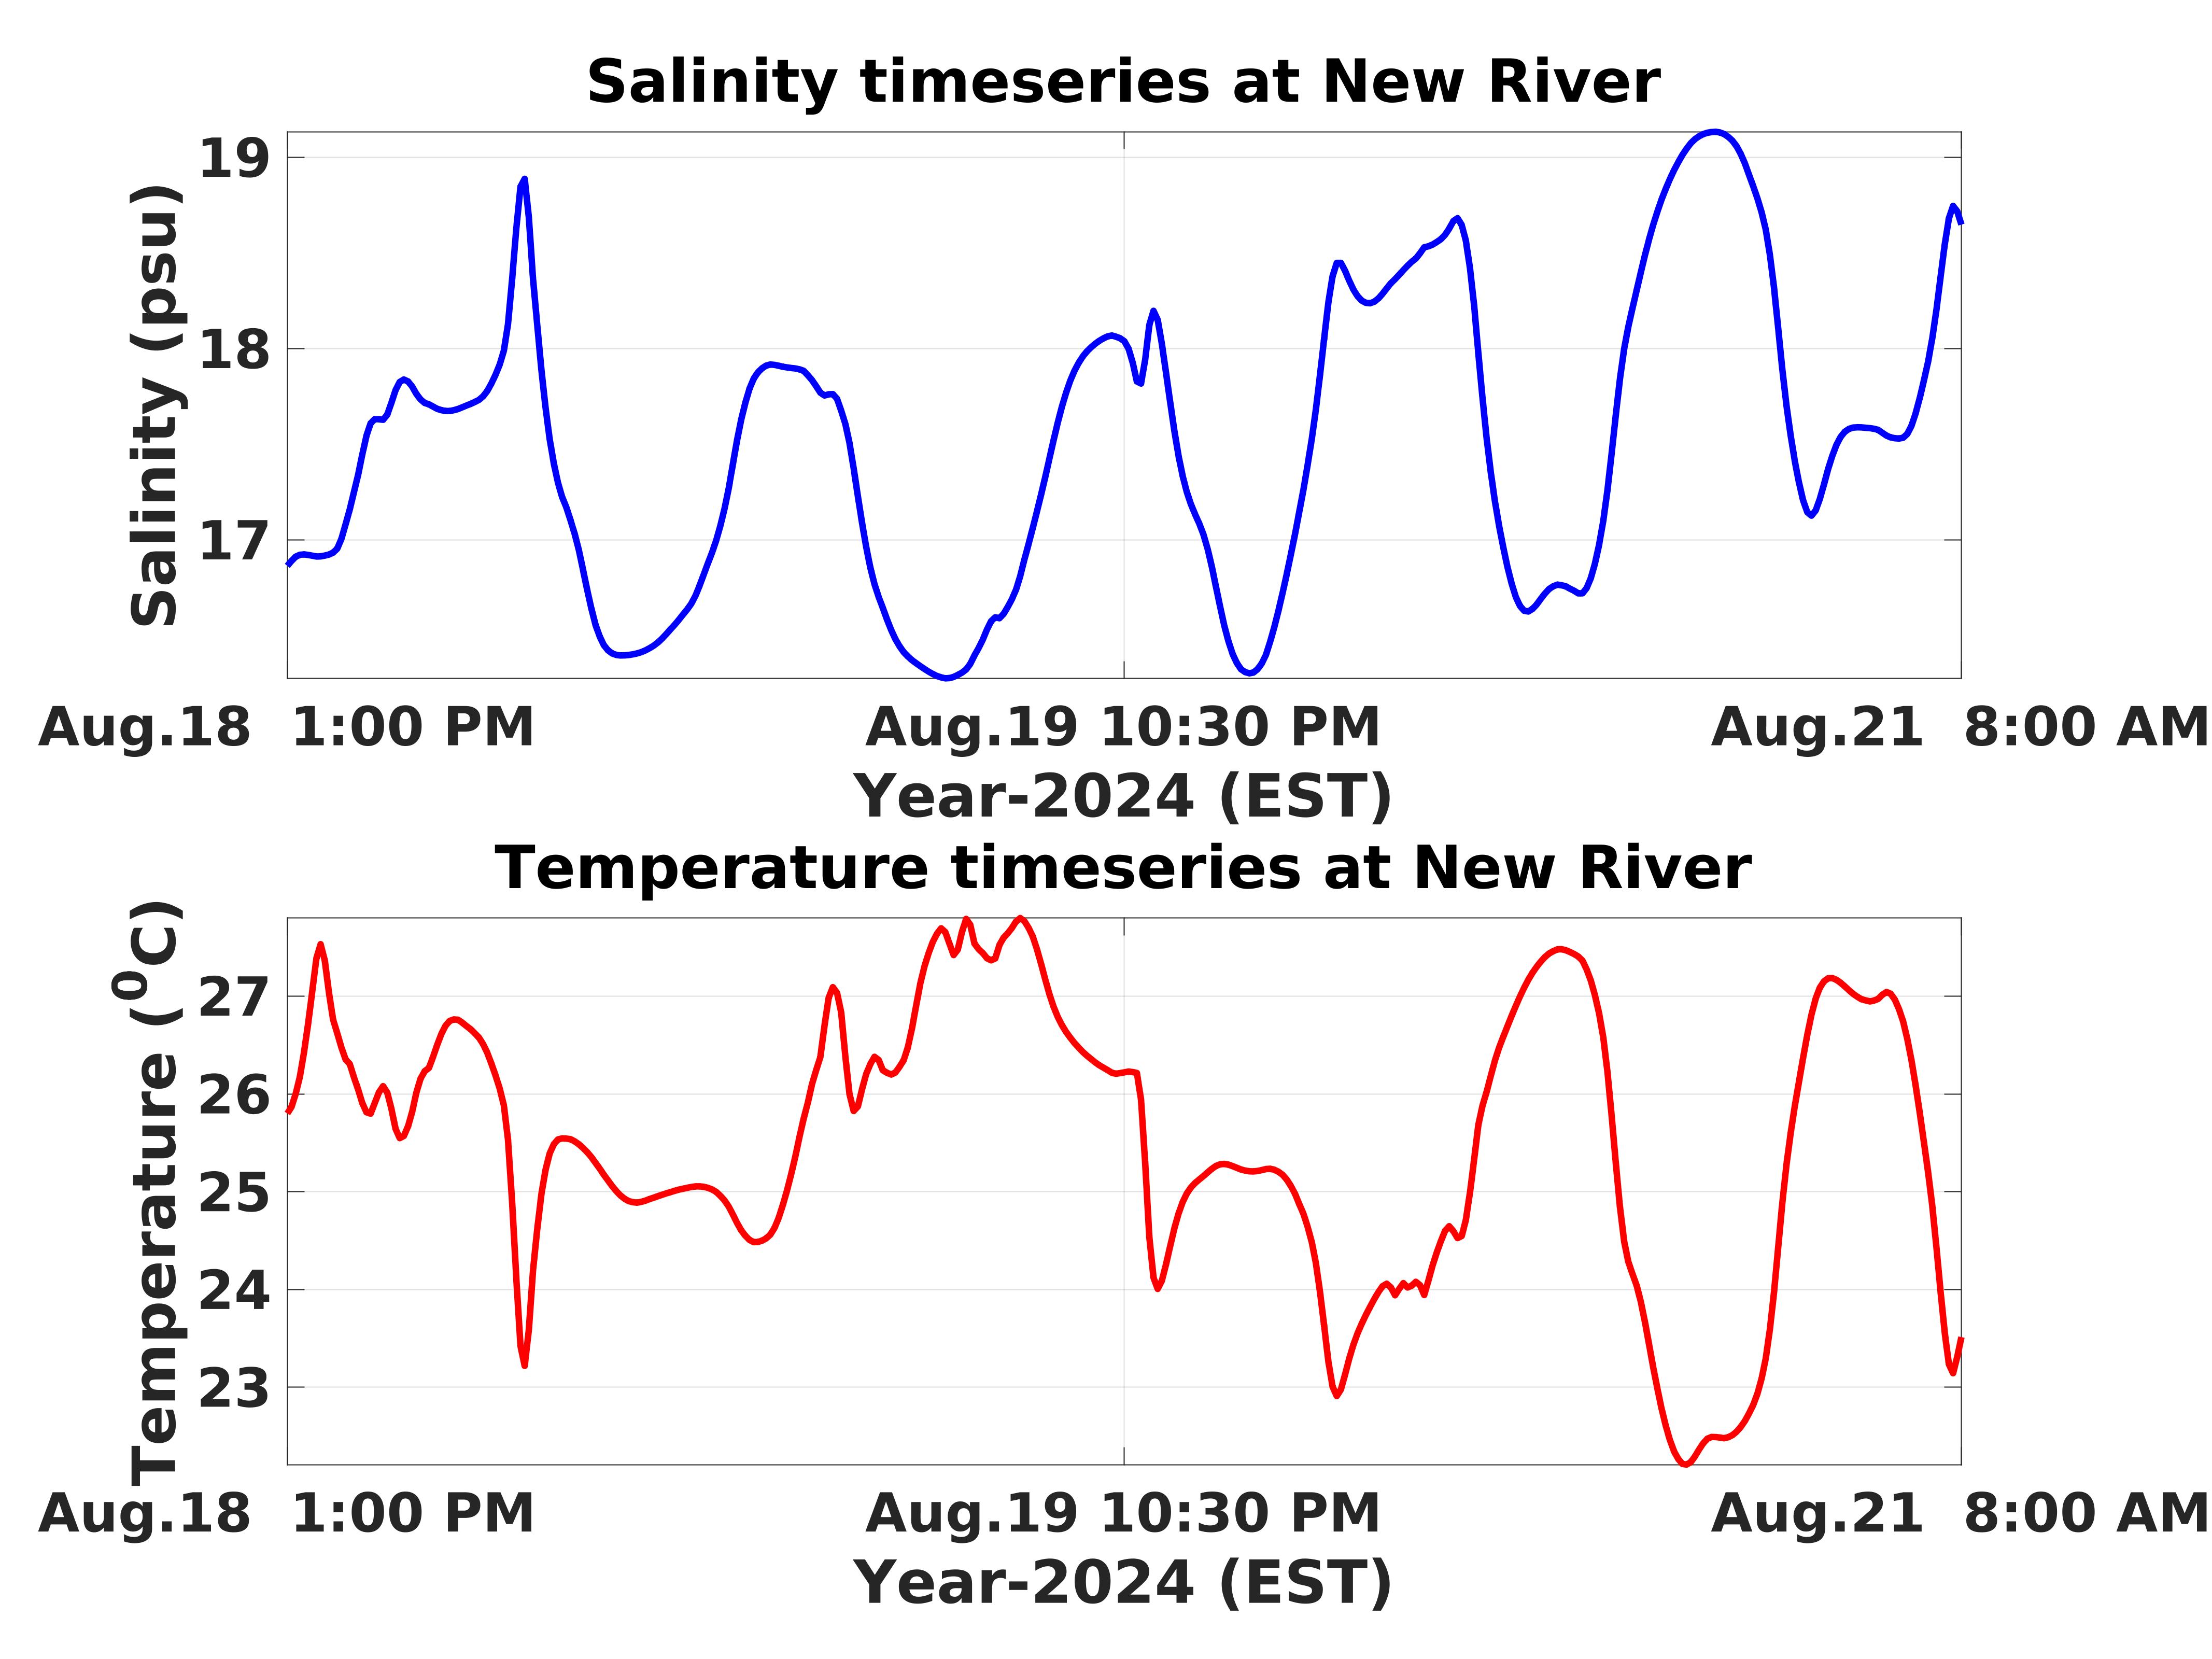 Salinity timeseries at New River
Salinity (psu)
19
18
17
Aug.18  1:00 PM
Aug.19 10:30 PM
Aug.21  8:00 AM
Year-2024 (EST)
Temperature timeseries at New River
Temperature (⁰C)
27
26
25
24
23
Aug.18  1:00 PM
Aug.19 10:30 PM
Aug.21  8:00 AM
Year-2024 (EST)